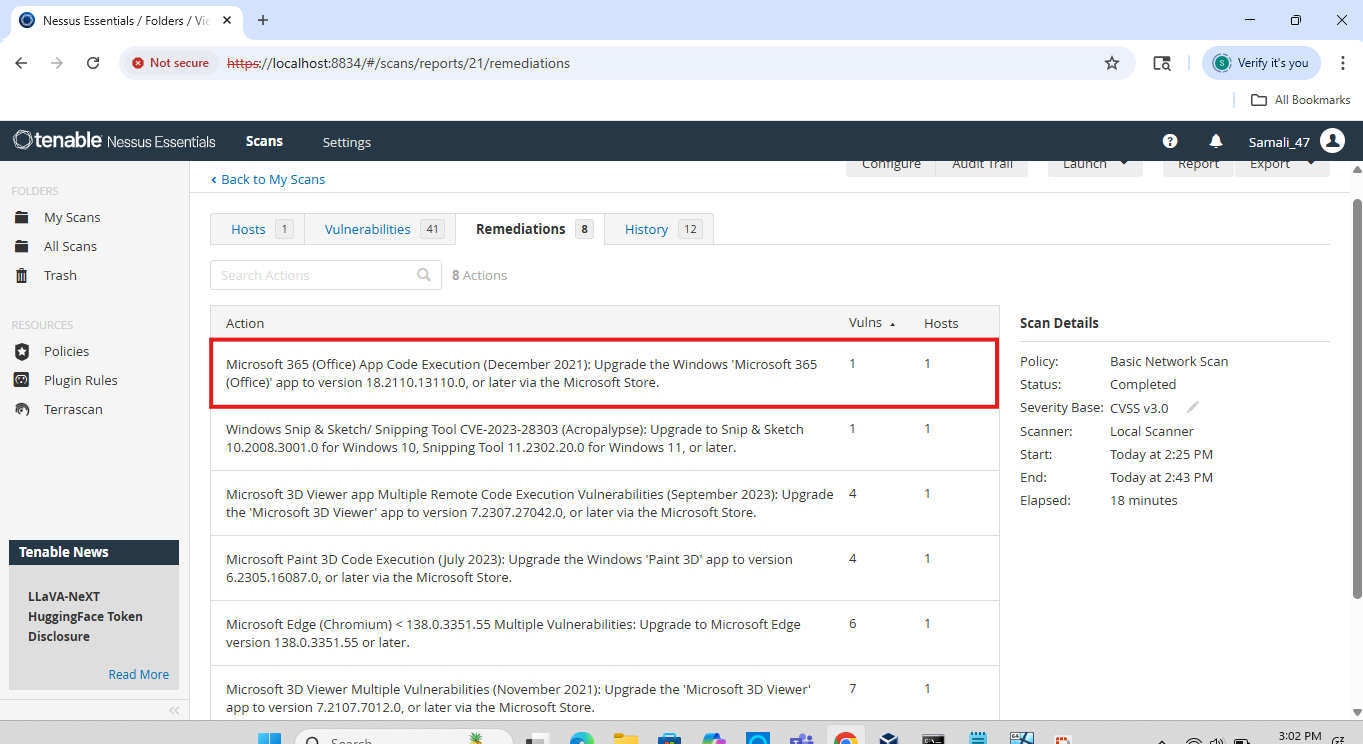 Nessus Essentials / Folders / Vie
Not secure
https://localhost:8834/#/scans/reports/21/remediations
S
Verify it's you
All Bookmarks
tenable Nessus Essentials
Scans
Settings
Samali_47
FOLDERS
My Scans
All Scans
Trash
RESOURCES
Policies
Plugin Rules
Terrascan
Tenable News
LLaVA-NeXT
HuggingFace Token
Disclosure
Read More
Back to My Scans
Configure
Audit Trail
Launch
Report
Export
Hosts 1
Vulnerabilities 41
Remediations 8
History 12
Search Actions
8 Actions
Action
Vulns
Hosts
Microsoft 365 (Office) App Code Execution (December 2021): Upgrade the Windows 'Microsoft 365
(Office)' app to version 18.2110.13110.0, or later via the Microsoft Store.
1
1
Windows Snip & Sketch/ Snipping Tool CVE-2023-28303 (Acropalypse): Upgrade to Snip & Sketch
10.2008.3001.0 for Windows 10, Snipping Tool 11.2302.20.0 for Windows 11, or later.
1
1
Microsoft 3D Viewer app Multiple Remote Code Execution Vulnerabilities (September 2023): Upgrade
the 'Microsoft 3D Viewer' app to version 7.2307.27042.0, or later via the Microsoft Store.
4
1
Microsoft Paint 3D Code Execution (July 2023): Upgrade the Windows 'Paint 3D' app to version
6.2305.16087.0, or later via the Microsoft Store.
4
1
Microsoft Edge (Chromium) < 138.0.3351.55 Multiple Vulnerabilities: Upgrade to Microsoft Edge
version 138.0.3351.55 or later.
6
1
Microsoft 3D Viewer Multiple Vulnerabilities (November 2021): Upgrade the 'Microsoft 3D Viewer'
app to version 7.2107.7012.0, or later via the Microsoft Store.
7
1
Scan Details
Policy: Basic Network Scan
Status: Completed
Severity Base: CVSS v3.0
Scanner: Local Scanner
Start: Today at 2:25 PM
End: Today at 2:43 PM
Elapsed: 18 minutes
Search
3:02 PM